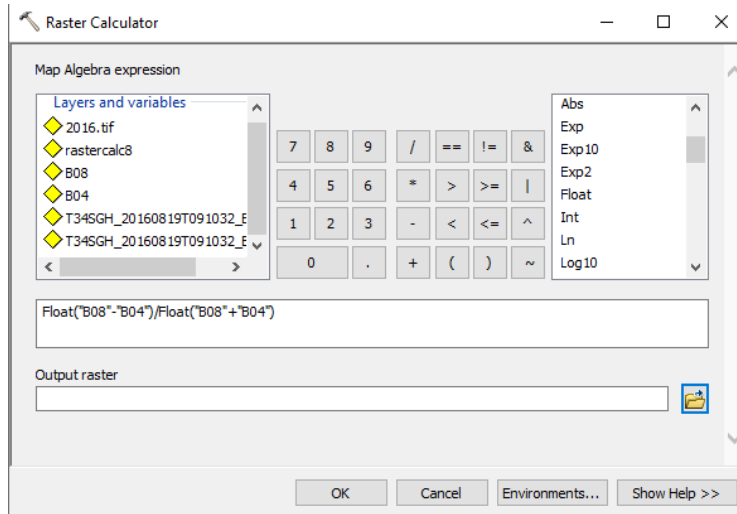 Raster Calculator
Map Algebra expression
Layers and variables
2016.tif
rastercalc8
B08
B04
T34SGH_20160819T091032_E
T34SGH_20160819T091032_E
7 8 9 / == != &
4 5 6 * > >= |
1 2 3 - < <= ^
0 . + ( ) ~
Abs
Exp
Exp10
Exp2
Float
Int
Ln
Log10
Float("B08"-"B04")/Float("B08"+"B04")
Output raster
OK Cancel Environments... Show Help >>